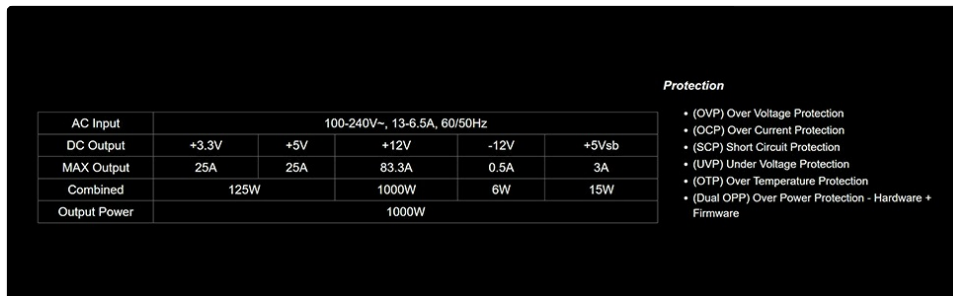 Protection
• (OVP) Over Voltage Protection
• (OCP) Over Current Protection
• (SCP) Short Circuit Protection
• (UVP) Under Voltage Protection
• (OTP) Over Temperature Protection
• (Dual OPP) Over Power Protection - Hardware +
Firmware
AC Input 100-240V~, 13-6.5A, 60/50Hz
DC Output +3.3V +5V +12V -12V +5Vsb
MAX Output 25A 25A 83.3A 0.5A 3A
Combined 125W 1000W 6W 15W
Output Power 1000W